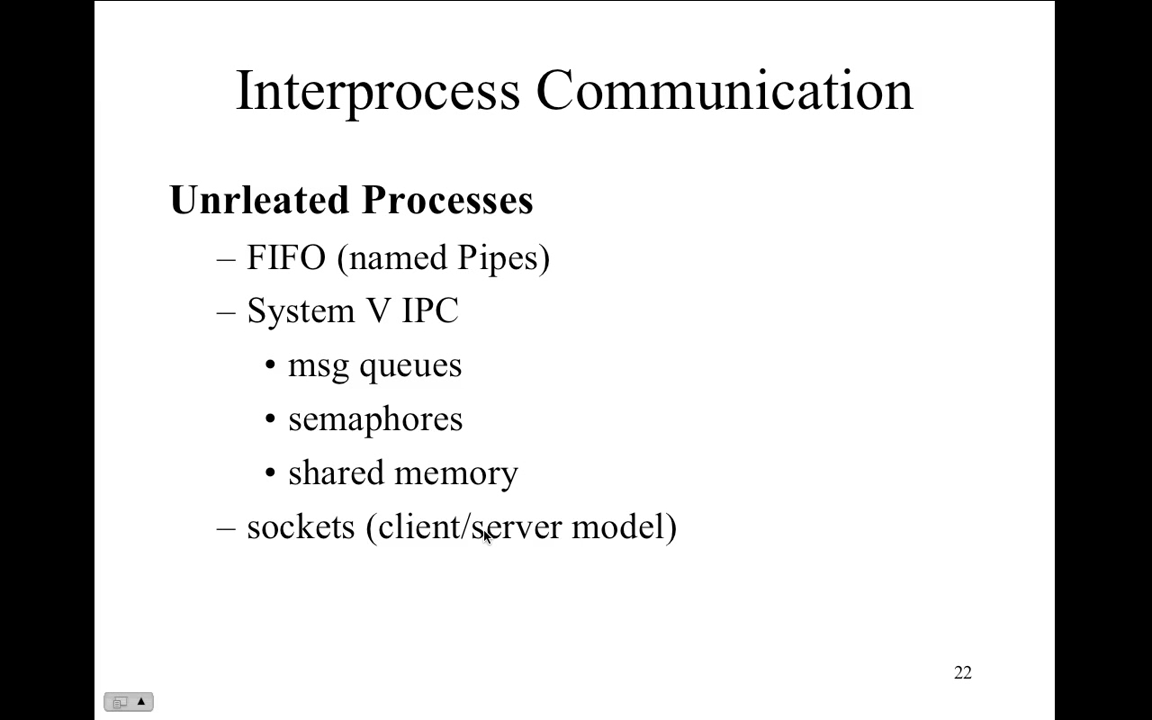 Interprocess Communication
Unrleated Processes
– FIFO (named Pipes)
– System V IPC
• msg queues
• semaphores
• shared memory
– sockets (client/server model)
22